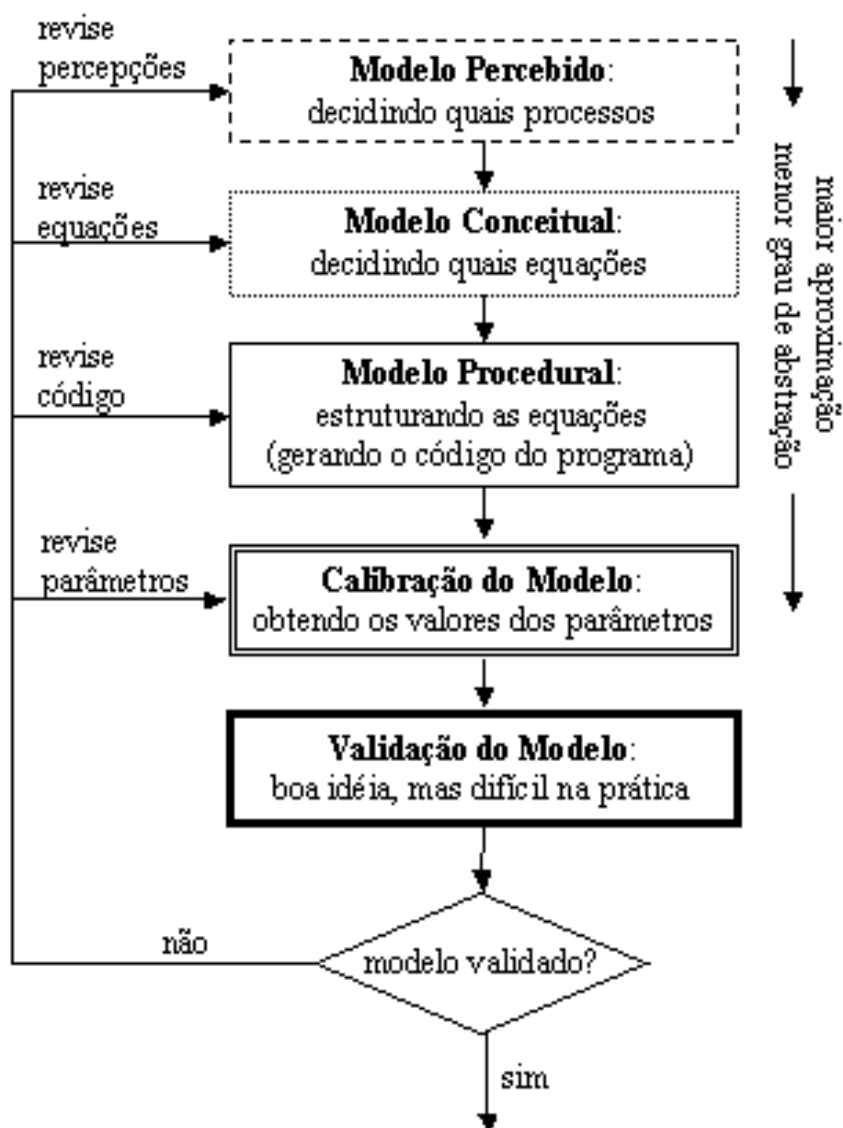 revise
percepções
Modelo Percebido:
decidindo quais processos
revise
equações
Modelo Conceitual:
decidindo quais equações
maior aproximação
menor grau de abstração
revise
código
Modelo Procedural:
estruturando as equações
(gerando o código do programa)
revise
parâmetros
Calibração do Modelo:
obtendo os valores dos parâmetros
Validação do Modelo:
boa idéia, mas difícil na prática
não
modelo validado?
sim